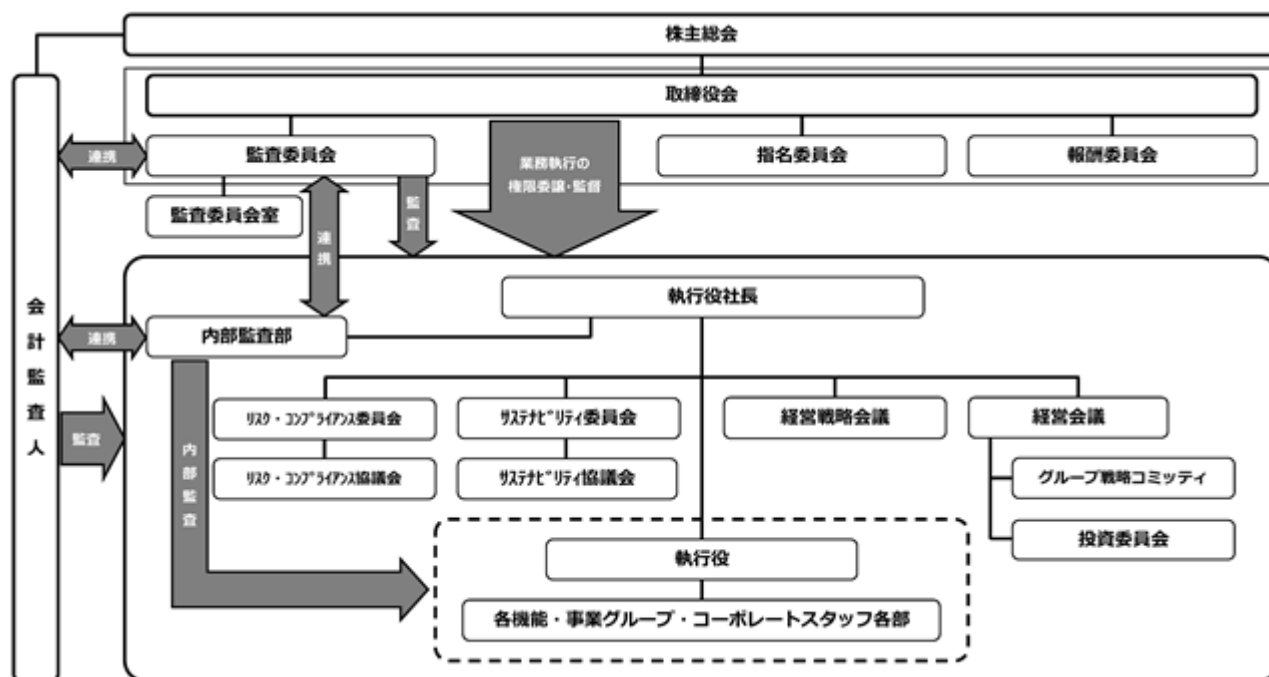 株主総会
取締役会
監査委員会
指名委員会
報酬委員会
連携
業務執行の
権限委譲・監督
監査委員会室
監査
連携
執行役社長
会計監査人
内部監査部
連携
リスク・コンプライアンス委員会
サステナビリティ委員会
経営戦略会議
経営会議
監査
内部監査
リスク・コンプライアンス協議会
サステナビリティ協議会
グループ戦略コミッティ
投資委員会
執行役
各機能・事業グループ・コーポレートスタッフ各部